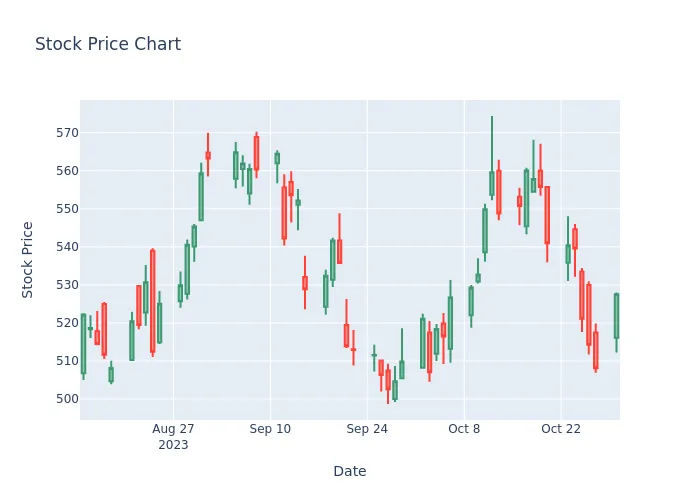 Stock Price Chart
570
560
550
540
530
520
510
500
Stock Price
Aug 27
2023
Sep 10
Sep 24
Oct 8
Oct 22
Date